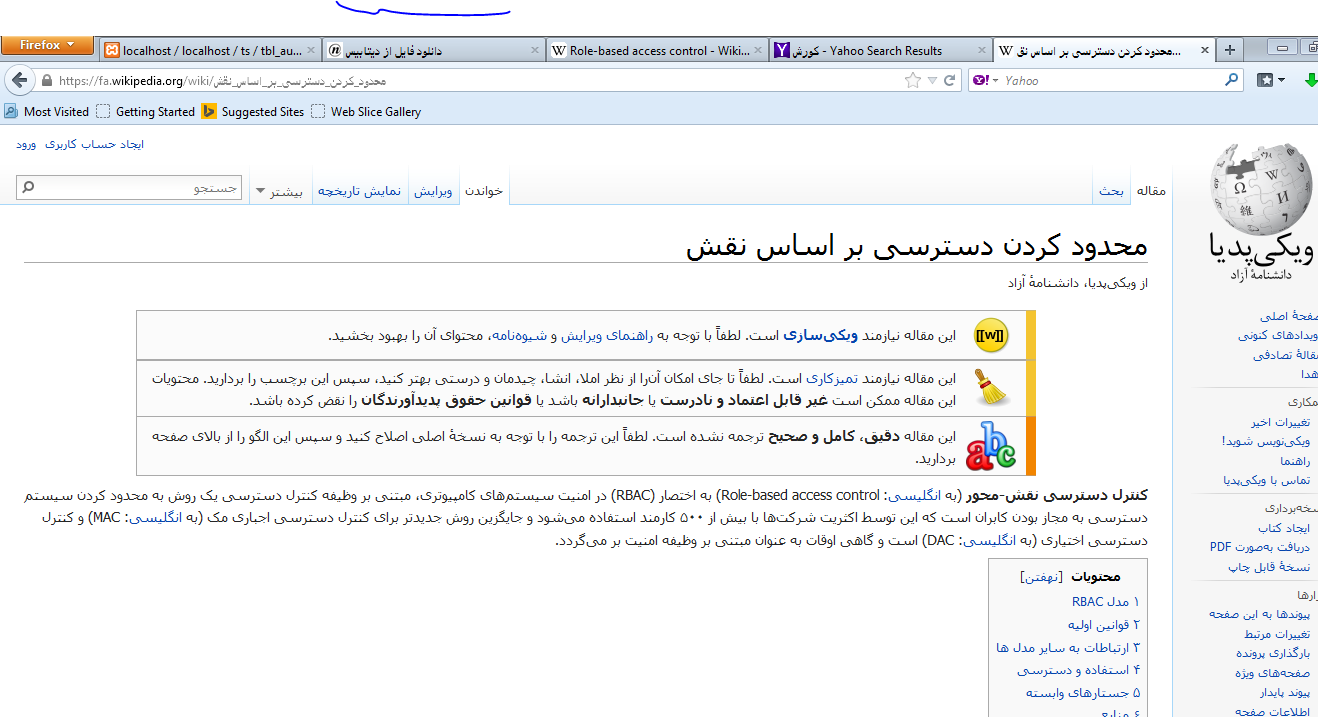 Firefox
localhost / localhost / ts / tbl_au...
دانلود فایل از دیتابیس
Role-based access control - Wiki...
کورش - Yahoo Search Results
محدود کردن دسترسی بر اساس نق...
https://fa.wikipedia.org/wiki/محدود_کردن_دسترسی_بر_اساس_نقش
Yahoo
Most Visited
Getting Started
Suggested Sites
Web Slice Gallery
ایجاد حساب کاربری
ورود
مقاله
بحث
خواندن
ویرایش
نمایش تاریخچه
بیشتر
جستجو
ویکی‌پدیا
دانشنامهٔ آزاد
محدود کردن دسترسی بر اساس نقش
از ویکی‌پدیا، دانشنامهٔ آزاد
[[w]]
این مقاله نیازمند ویکی‌سازی است. لطفاً با توجه به راهنمای ویرایش و شیوه‌نامه، محتوای آن را بهبود بخشید.
این مقاله نیازمند تمیزکاری است. لطفاً تا جای امکان آن‌را از نظر املا، انشا، چیدمان و درستی بهتر کنید، سپس این برچسب را بردارید. محتویات
این مقاله ممکن است غیر قابل اعتماد و نادرست یا جانبدارانه باشد یا قوانین حقوق پدیدآورندگان را نقض کرده باشد.
abc
این مقاله دقیق، کامل و صحیح ترجمه نشده است. لطفاً این ترجمه را با توجه به نسخهٔ اصلی اصلاح کنید و سپس این الگو را از بالای صفحه
بردارید.
کنترل دسترسی نقش-محور (به انگلیسی: Role-based access control) به اختصار (RBAC) در امنیت سیستم‌های کامپیوتری، مبتنی بر وظیفه کنترل دسترسی یک روش به محدود کردن سیستم
دسترسی به مجاز بودن کابران است که این توسط اکثریت شرکت‌ها با بیش از ۵۰۰ کارمند استفاده می‌شود و جایگزین روش جدیدتر برای کنترل دسترسی اجباری مک (به انگلیسی: MAC) و کنترل
دسترسی اختیاری (به انگلیسی: DAC) است و گاهی اوقات به عنوان مبتنی بر وظیفه امنیت بر می‌گردد.
محتویات [نهفتن]
۱ مدل RBAC
۲ قوانین اولیه
۳ ارتباطات به سایر مدل ها
۴ استفاده و دسترسی
۵ جستارهای وابسته
۶ منابع
صفحهٔ اصلی
ویدادهای کنونی
قالهٔ تصادفی
هدا
مکاری
تغییرات اخیر
ویکی‌نویس شوید!
راهنما
تماس با ویکی‌پدیا
سخه‌برداری
ایجاد کتاب
دریافت به‌صورت PDF
نسخهٔ قابل چاپ
زارها
پیوندها به این صفحه
تغییرات مرتبط
بارگذاری پرونده
صفحه‌های ویژه
پیوند پایدار
اطلاعات صفحه